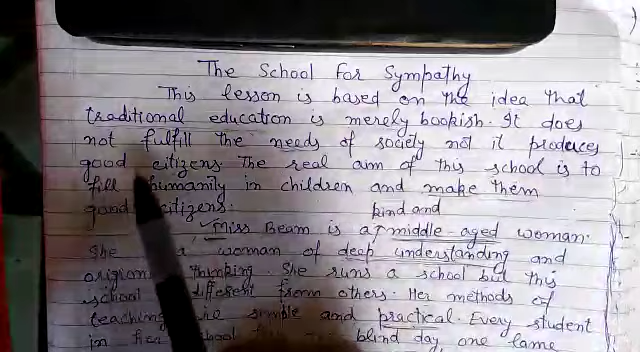 The School For Sympathy
This lesson is based on the idea that
traditional education is merely bookish. It does
not fulfill the needs of society not it produces
good citizens. The real aim of this school is to
fill humanily in children and make them
good citizens.
kind and
Miss Beam is a middle aged woman.
She a woman of deep understanding and
thinking. She runs a school but this
school different from others. Her methods of
teaching simple and practical. Every student
in blind day one lame